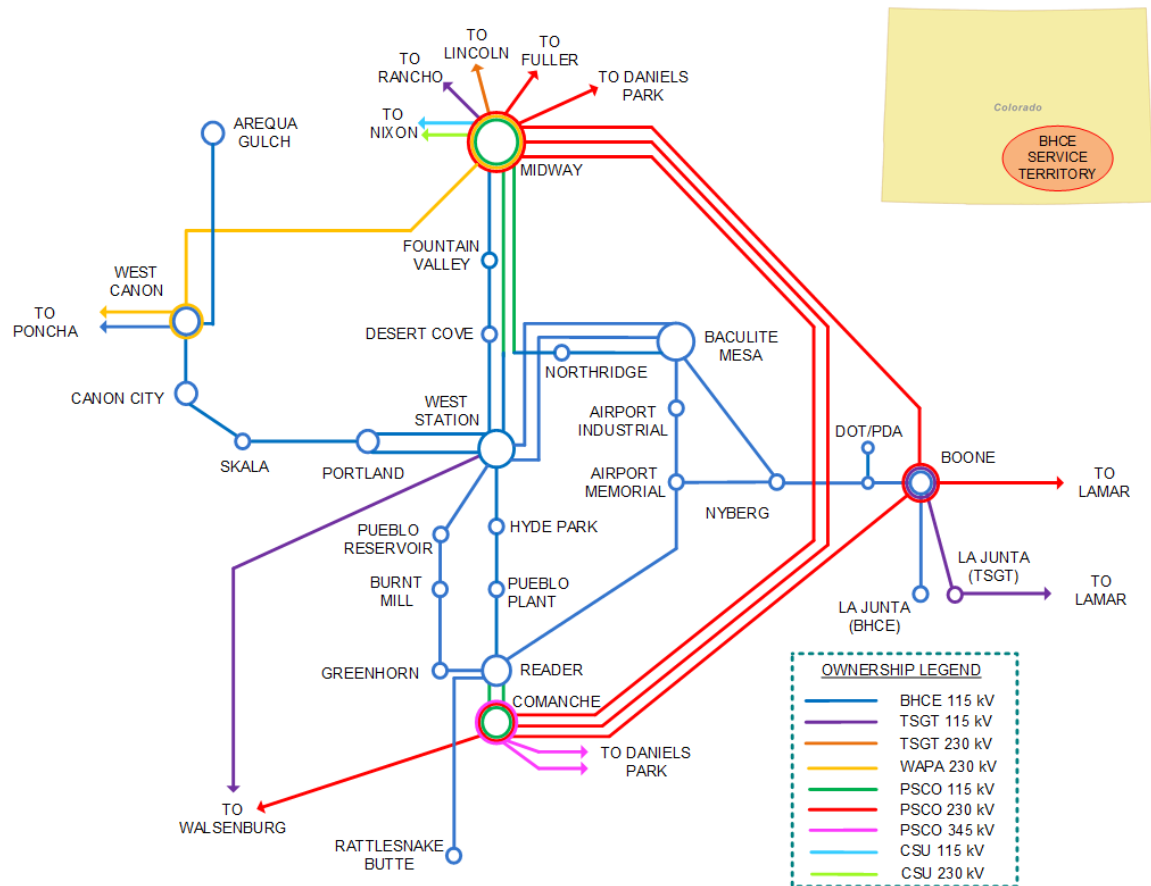 TO
LINCOLN
TO
FULLER
TO
RANCHO
TO DANIELS
PARK
TO
NIXON
MIDWAY
AREQUA
GULCH
Colorado
BHCE
SERVICE
TERRITORY
FOUNTAIN
VALLEY
WEST
CANON
TO
PONCHA
DESERT COVE
BACULITE
MESA
NORTHRIDGE
CANON CITY
WEST
STATION
AIRPORT
INDUSTRIAL
DOT/PDA
SKALA
PORTLAND
BOONE
AIRPORT
MEMORIAL
NYBERG
TO
LAMAR
PUEBLO
RESERVOIR
HYDE PARK
BURNT
MILL
PUEBLO
PLANT
LA JUNTA
(TSGT)
TO
LAMAR
LA JUNTA
(BHCE)
GREENHORN
READER
COMANCHE
TO DANIELS
PARK
TO
WALSENBURG
RATTLESNAKE
BUTTE
OWNERSHIP LEGEND
BHCE 115 kV
TSGT 115 kV
TSGT 230 kV
WAPA 230 kV
PSCO 115 kV
PSCO 230 kV
PSCO 345 kV
CSU 115 kV
CSU 230 kV